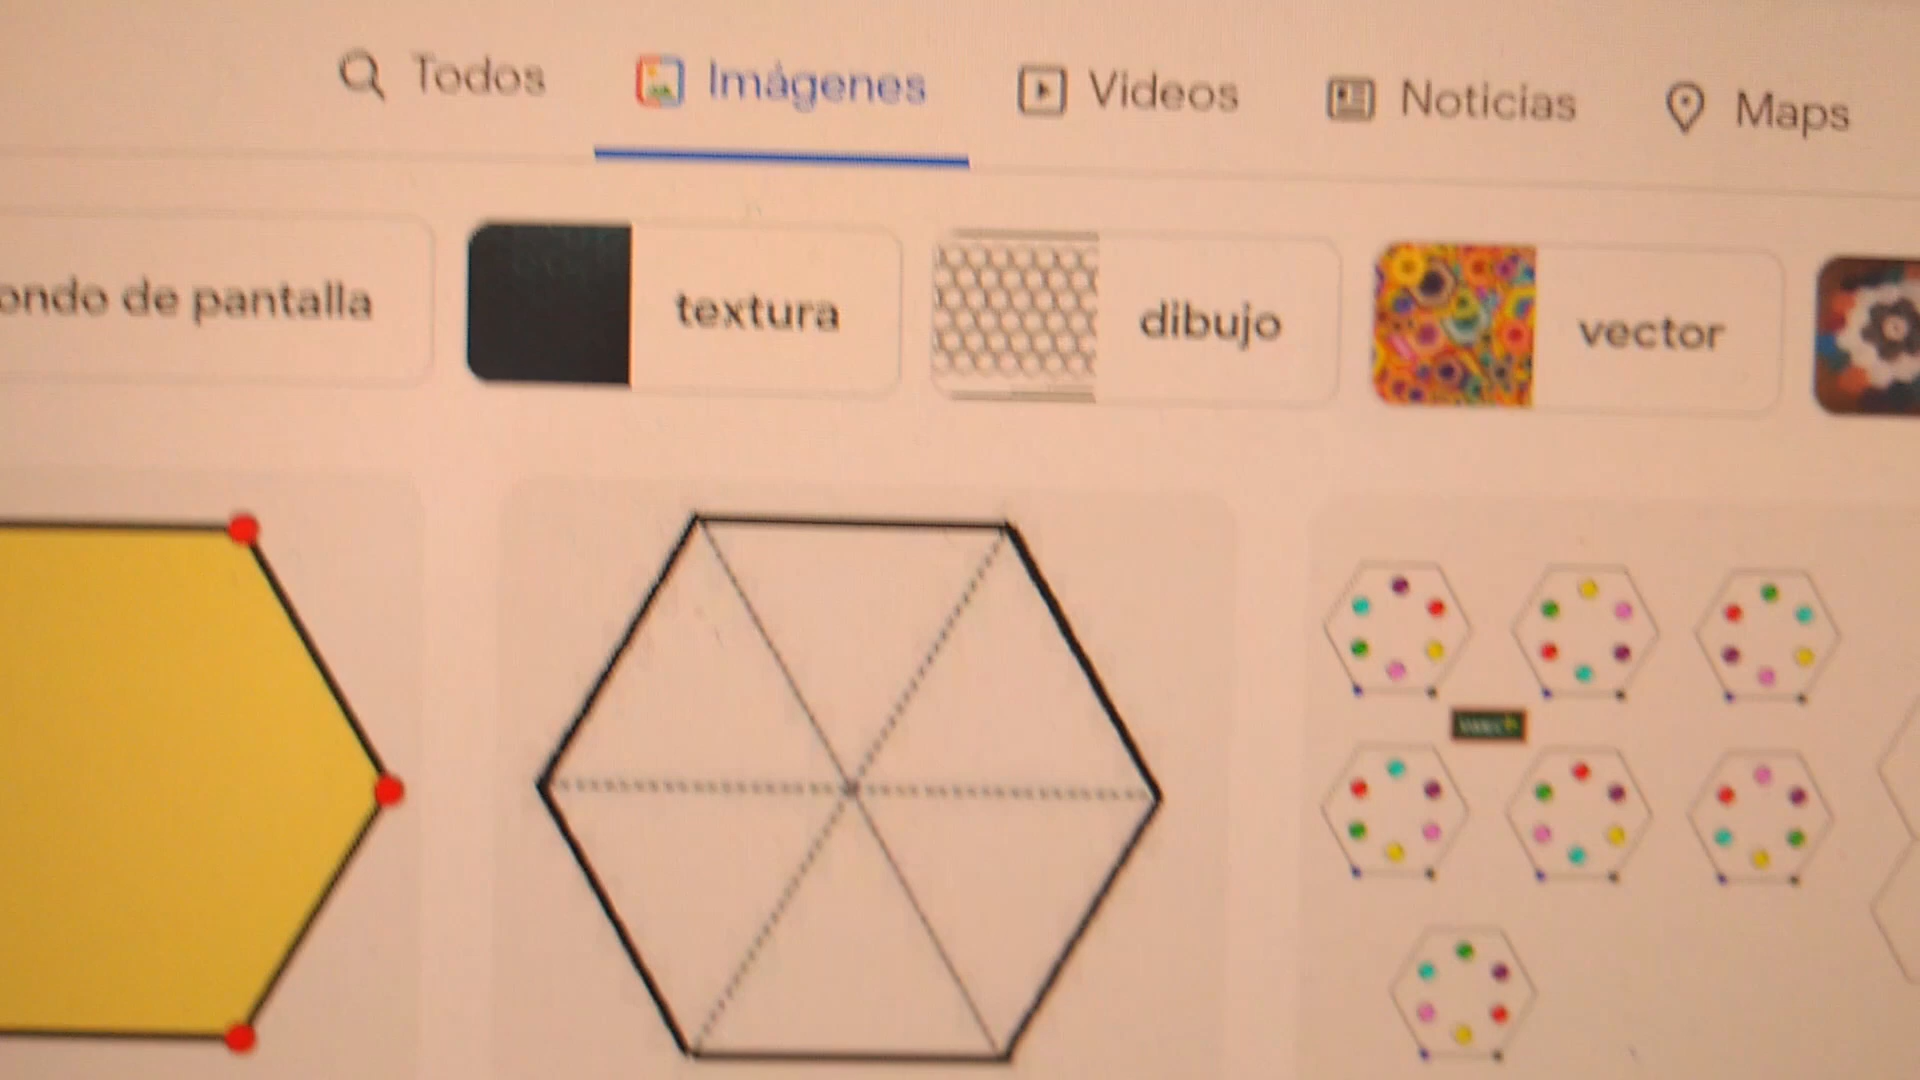 Todos Imágenes Videos Noticias Maps
ondo de pantalla textura dibujo vector